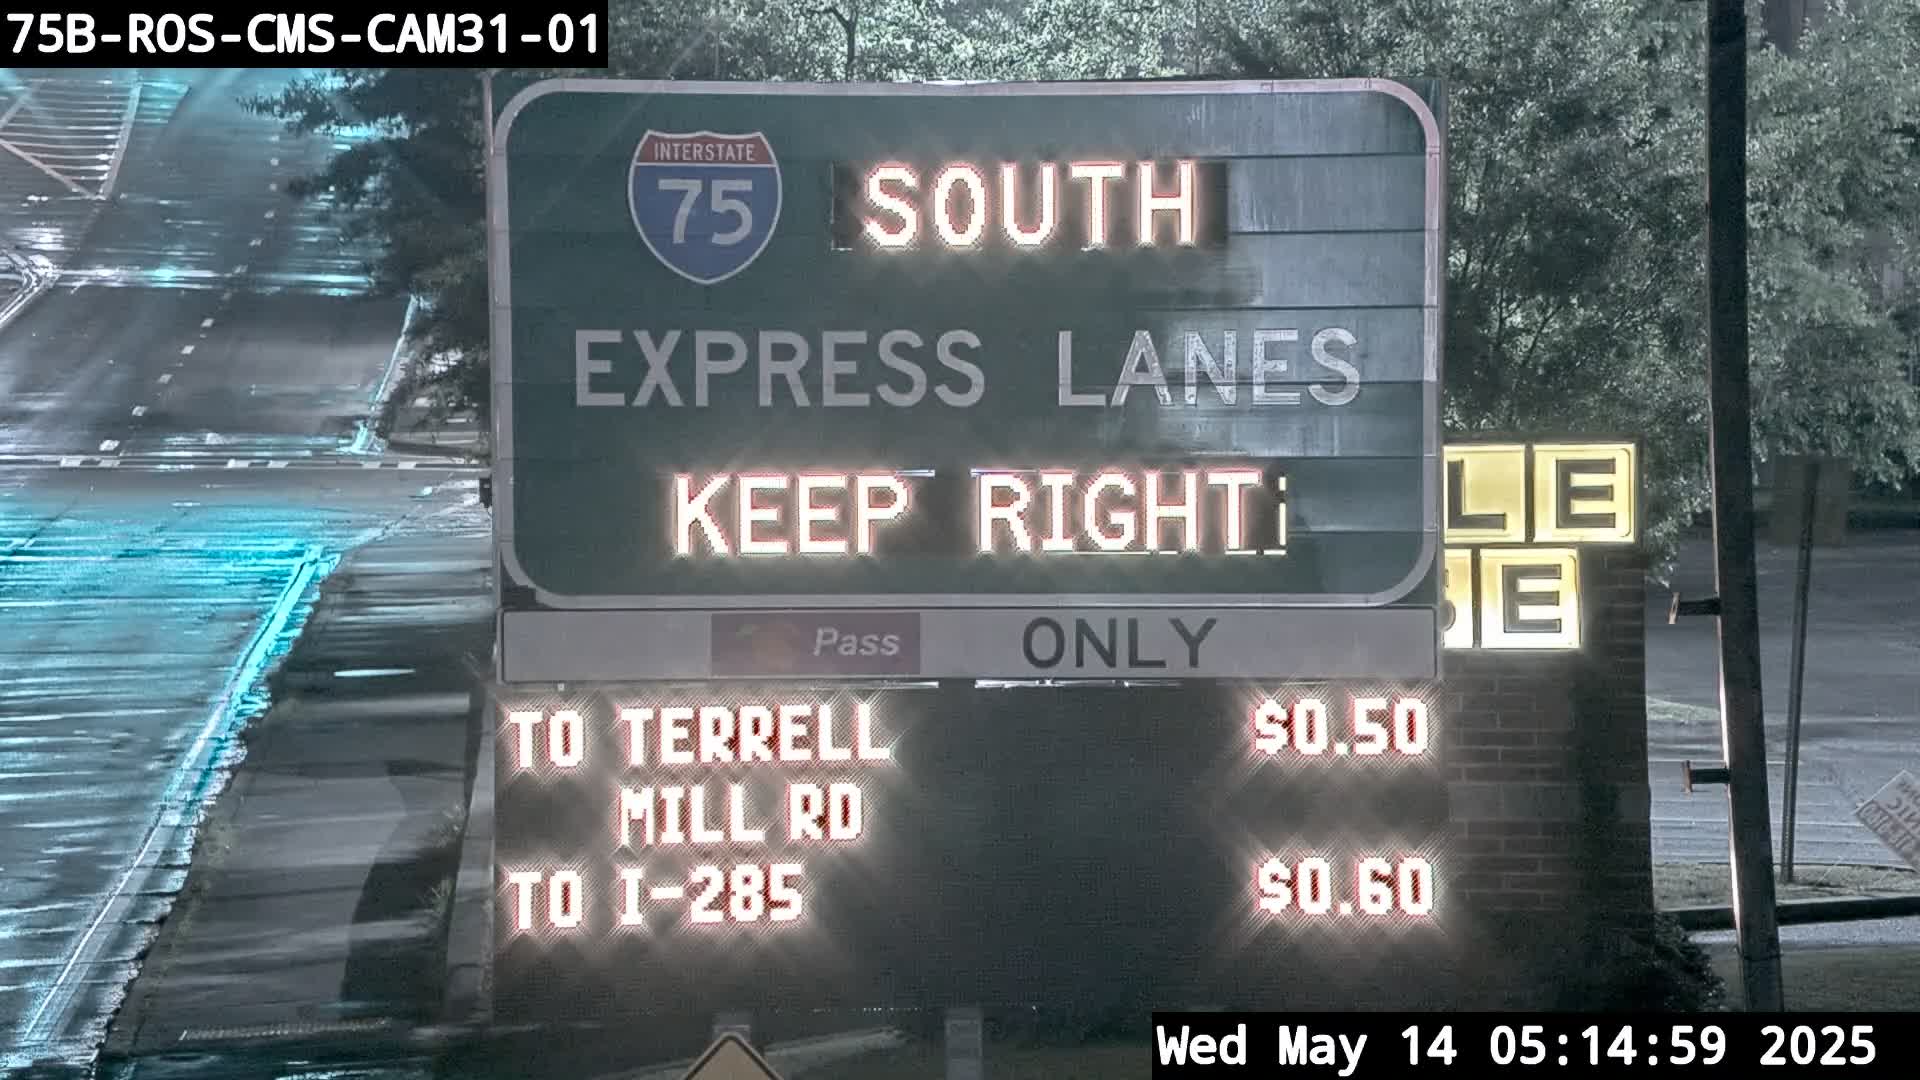 75B-ROS-CMS-CAM31-01
INTERSTATE
75
SOUTH
EXPRESS LANES
KEEP RIGHT
Pass ONLY
LE
E
TO TERRELL $0.50
MILL RD
TO I-285 $0.60
Wed May 14 05:14:59 2025